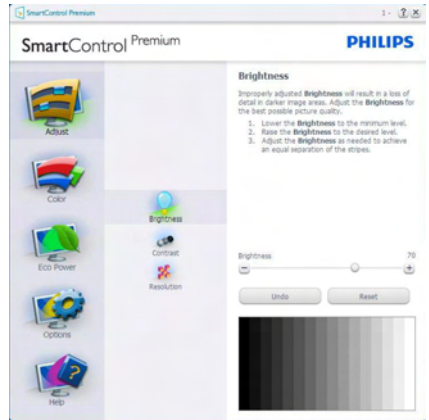 SmartControl Premium
1 - ? X
SmartControl Premium
PHILIPS
Adjust
Color
Eco Power
Options
Help
Brightness
Contrast
Resolution
Brightness
Improperly adjusted Brightness will result in a loss of
detail in darker image areas. Adjust the Brightness for
the best possible picture quality.
1. Lower the Brightness to the minimum level.
2. Raise the Brightness to the desired level.
3. Adjust the Brightness as needed to achieve
an equal separation of the stripes.
Brightness 70
Undo Reset